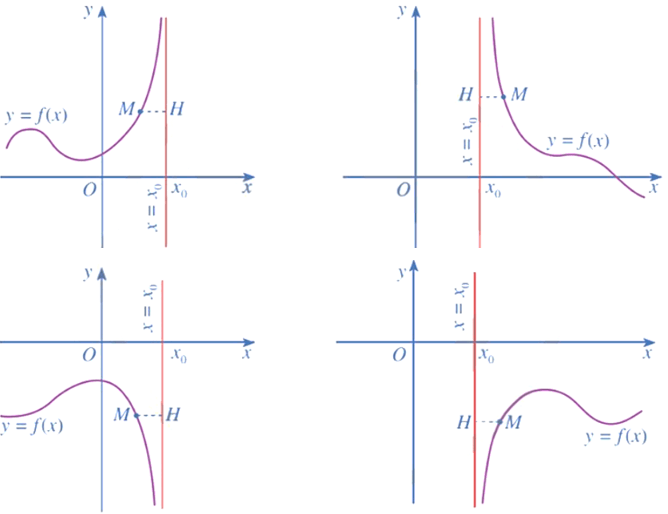 y
M
H
y = f(x)
O
x₀
x
x = x₀
y
H
M
x = x₀
y = f(x)
O
x₀
x
y
x = x₀
O
x₀
x
M
H
y = f(x)
y
x = x₀
O
x₀
x
H
M
y = f(x)